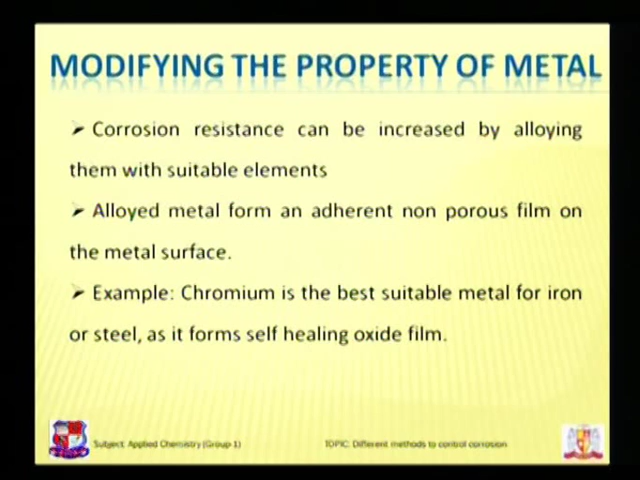 MODIFYING THE PROPERTY OF METAL
➢ Corrosion resistance can be increased by alloying
them with suitable elements
➢ Alloyed metal form an adherent non porous film on
the metal surface.
➢ Example: Chromium is the best suitable metal for iron
or steel, as it forms self healing oxide film.
Subject: Applied Chemistry (Group 1) TOPIC: Different methods to control corrosion